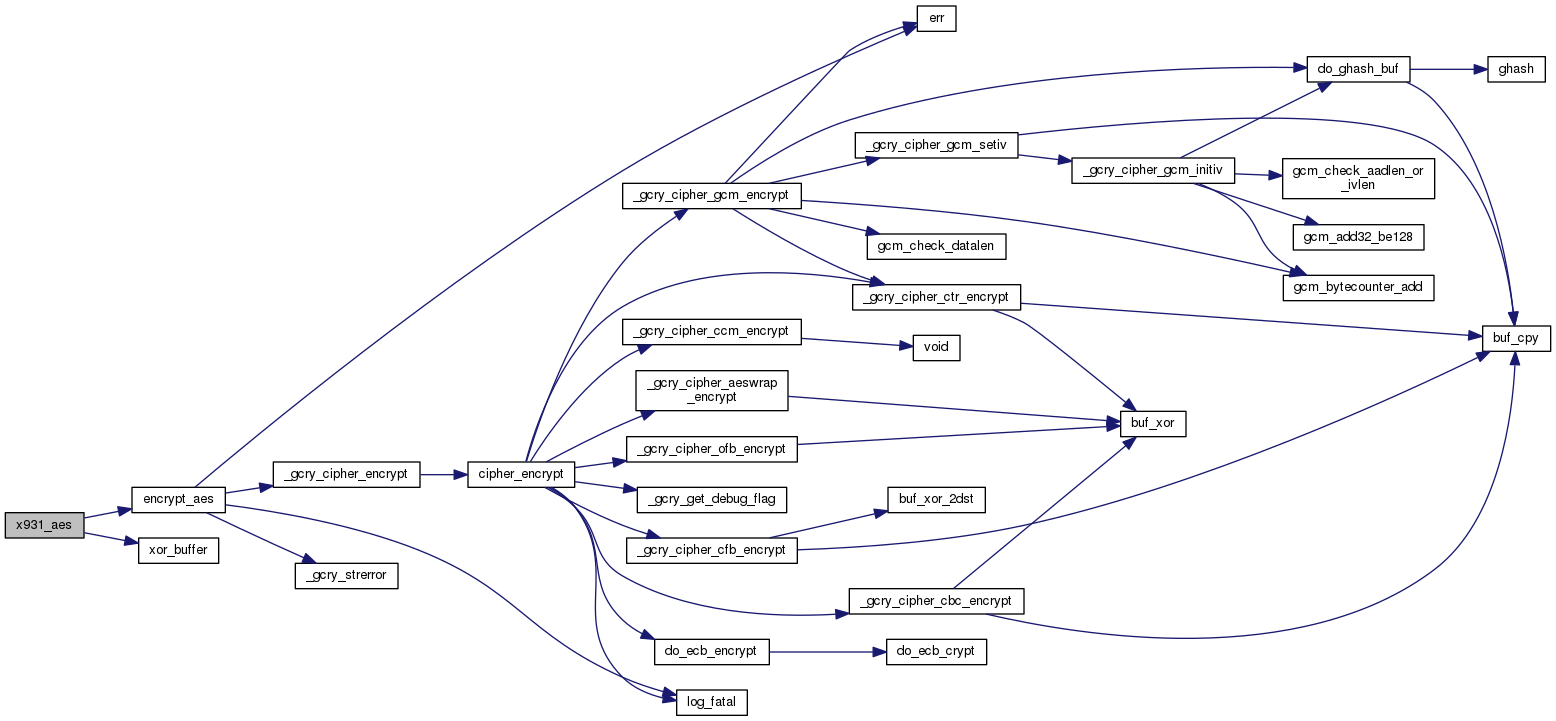 err
do_ghash_buf
ghash
_gcry_cipher_gcm_setiv
_gcry_cipher_gcm_initiv
gcm_check_aadlen_or
_ivlen
_gcry_cipher_gcm_encrypt
gcm_add32_be128
gcm_check_datalen
gcm_bytecounter_add
_gcry_cipher_ctr_encrypt
_gcry_cipher_ccm_encrypt
void
buf_cpy
_gcry_cipher_aeswrap
_encrypt
buf_xor
_gcry_cipher_ofb_encrypt
_gcry_cipher_encrypt
cipher_encrypt
encrypt_aes
_gcry_get_debug_flag
buf_xor_2dst
x931_aes
xor_buffer
_gcry_cipher_cfb_encrypt
_gcry_strerror
_gcry_cipher_cbc_encrypt
do_ecb_encrypt
do_ecb_crypt
log_fatal